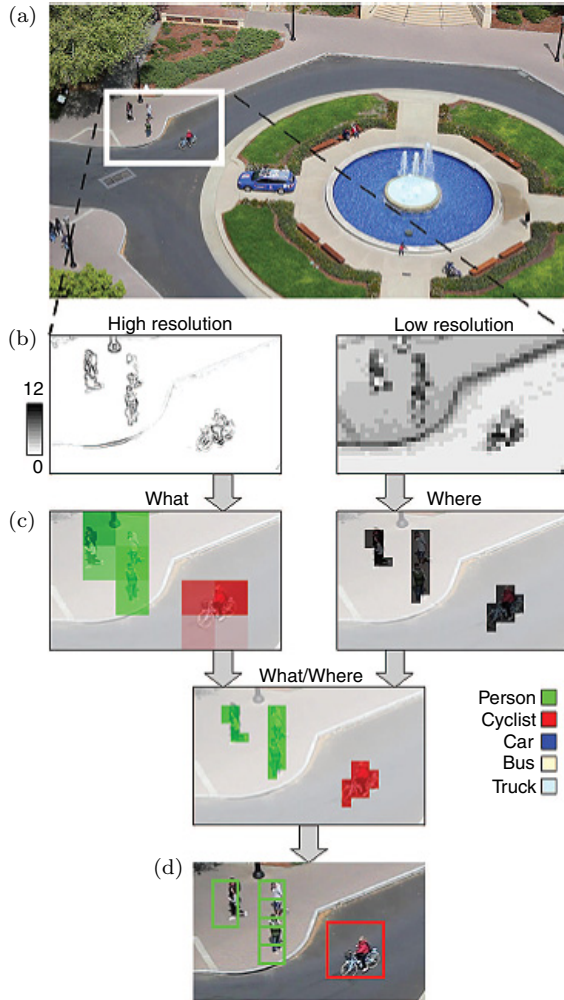 (a)
High resolution
Low resolution
(b)
12
0
What
Where
(c)
What/Where
Person
Cyclist
Car
Bus
Truck
(d)